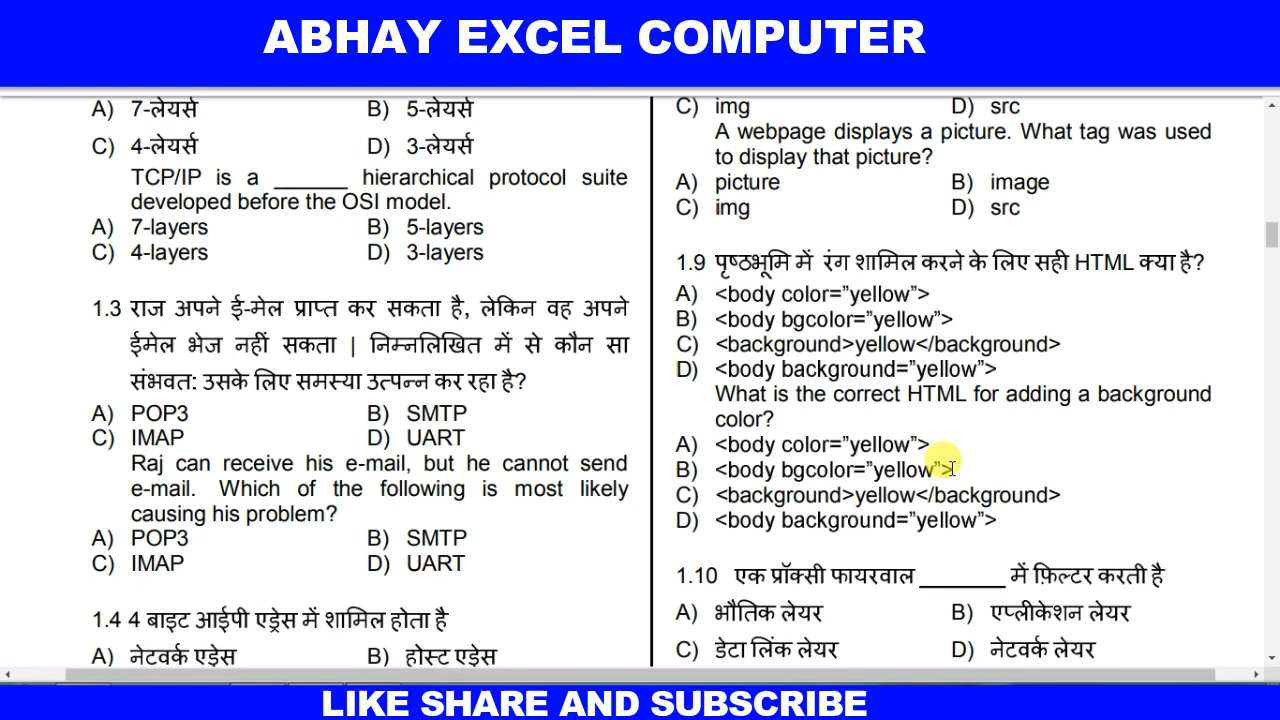 ABHAY EXCEL COMPUTER
A) 7-लेयर्स B) 5-लेयर्स
C) 4-लेयर्स D) 3-लेयर्स
TCP/IP is a ______ hierarchical protocol suite
developed before the OSI model.
A) 7-layers B) 5-layers
C) 4-layers D) 3-layers
1.3 राज अपने ई-मेल प्राप्त कर सकता है, लेकिन वह अपने
ईमेल भेज नहीं सकता | निम्नलिखित में से कौन सा
संभवत: उसके लिए समस्या उत्पन्न कर रहा है?
A) POP3 B) SMTP
C) IMAP D) UART
Raj can receive his e-mail, but he cannot send
e-mail. Which of the following is most likely
causing his problem?
A) POP3 B) SMTP
C) IMAP D) UART
1.4 4 बाइट आईपी एड्रेस में शामिल होता है
A) नेटवर्क एड्रेस B) होस्ट एड्रेस
C) img D) src
A webpage displays a picture. What tag was used
to display that picture?
A) picture B) image
C) img D) src
1.9 पृष्ठभूमि में रंग शामिल करने के लिए सही HTML क्या है?
A) <body color=”yellow”>
B) <body bgcolor=”yellow”>
C) <background>yellow</background>
D) <body background=”yellow”>
What is the correct HTML for adding a background
color?
A) <body color=”yellow”>
B) <body bgcolor=”yellow”>
C) <background>yellow</background>
D) <body background=”yellow”>
1.10 एक प्रॉक्सी फायरवाल _______ में फ़िल्टर करती है
A) भौतिक लेयर B) एप्लीकेशन लेयर
C) डेटा लिंक लेयर D) नेटवर्क लेयर
LIKE SHARE AND SUBSCRIBE